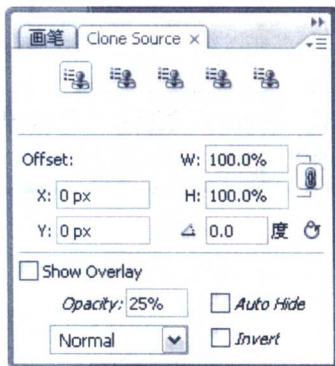 画笔 Clone Source ×
Offset: W: 100.0%
X: 0 px H: 100.0%
Y: 0 px 0.0 度
Show Overlay
Opacity: 25% Auto Hide
Normal Invert